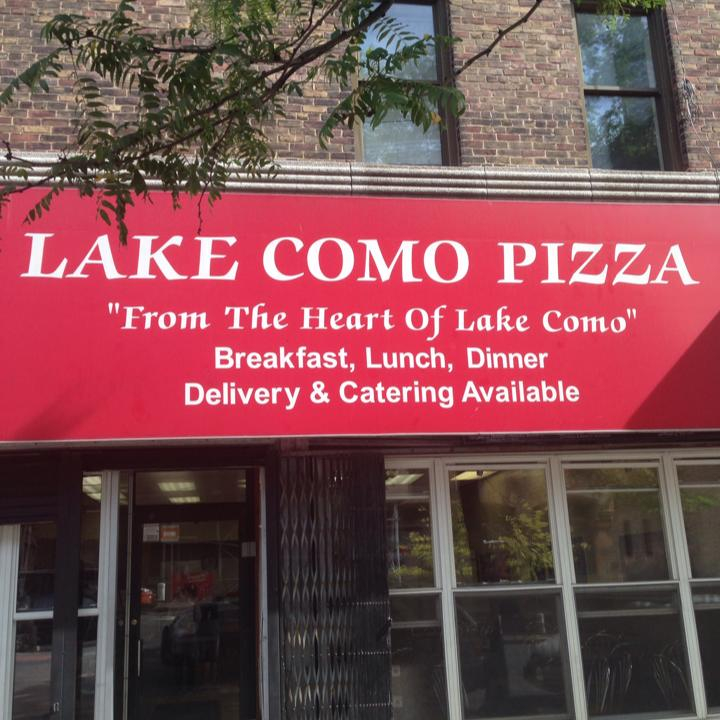 LAKE COMO PIZZA
"From The Heart Of Lake Como"
Breakfast, Lunch, Dinner
Delivery & Catering Available